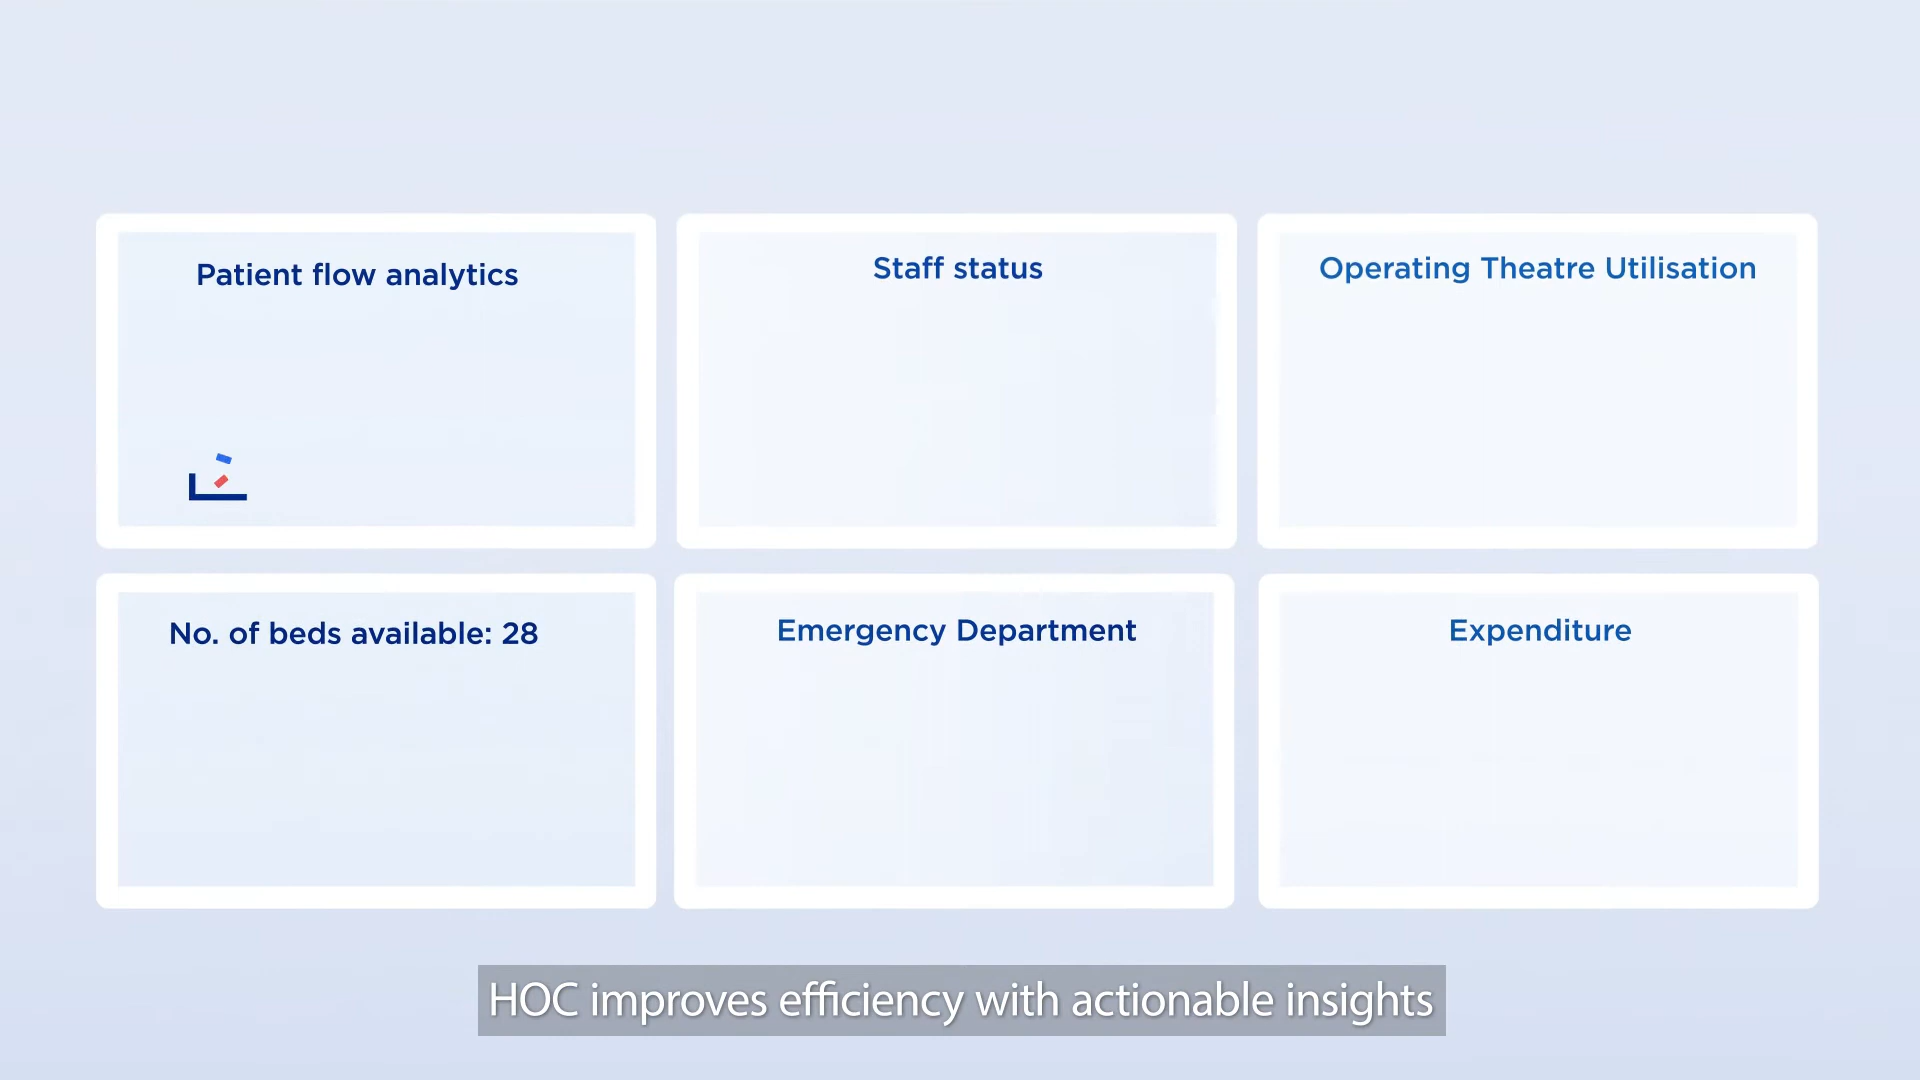 Patient flow analytics
Staff status
Operating Theatre Utilisation
No. of beds available: 28
Emergency Department
Expenditure
HOC improves efficiency with actionable insights